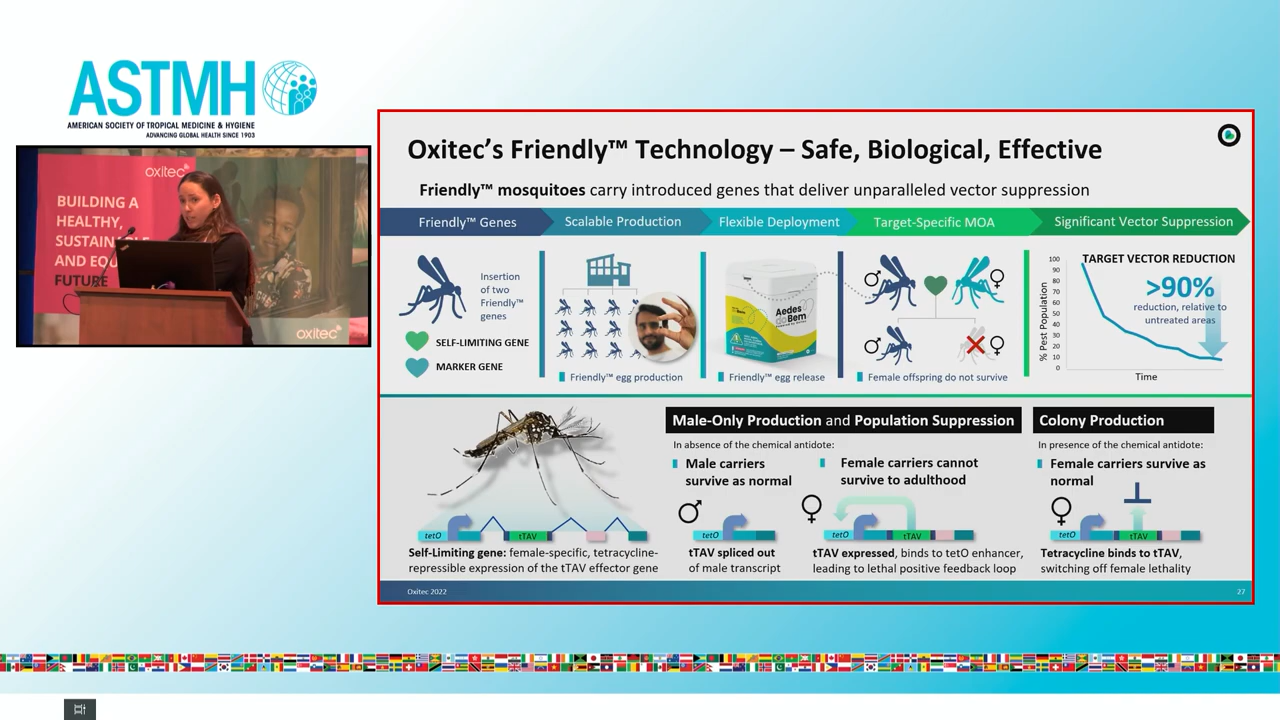 ASTMH
AMERICAN SOCIETY OF TROPICAL MEDICINE & HYGIENE
ADVANCING GLOBAL HEALTH SINCE 1903
oxitec
BUILDING A
HEALTHY,
AND
FUTURE
oxitec
Oxitec's Friendly™ Technology – Safe, Biological, Effective
Friendly™ mosquitoes carry introduced genes that deliver unparalleled vector suppression
Friendly™ Genes
Scalable Production
Flexible Deployment
Target-Specific MOA
Significant Vector Suppression
Insertion
of two
Friendly™
genes
SELF-LIMITING GENE
MARKER GENE
Friendly™ egg production
Aedes
do Bem
Friendly™ egg release
♂
♀
♂
♀
Female offspring do not survive
TARGET VECTOR REDUCTION
>90%
reduction, relative to
untreated areas
% Pest Population
100
90
80
70
60
50
40
30
20
10
0
Time
Male-Only Production and Population Suppression
In absence of the chemical antidote:
Male carriers
survive as normal
Female carriers cannot
survive to adulthood
Colony Production
In presence of the chemical antidote:
Female carriers survive as
normal
♂
♀
♀
tetO
tTAV
tetO
tetO
tTAV
tetO
tTAV
Self-Limiting gene: female-specific, tetracycline-
repressible expression of the tTAV effector gene
tTAV spliced out
of male transcript
tTAV expressed, binds to tetO enhancer,
leading to lethal positive feedback loop
Tetracycline binds to tTAV,
switching off female lethality
Oxitec 2022
27